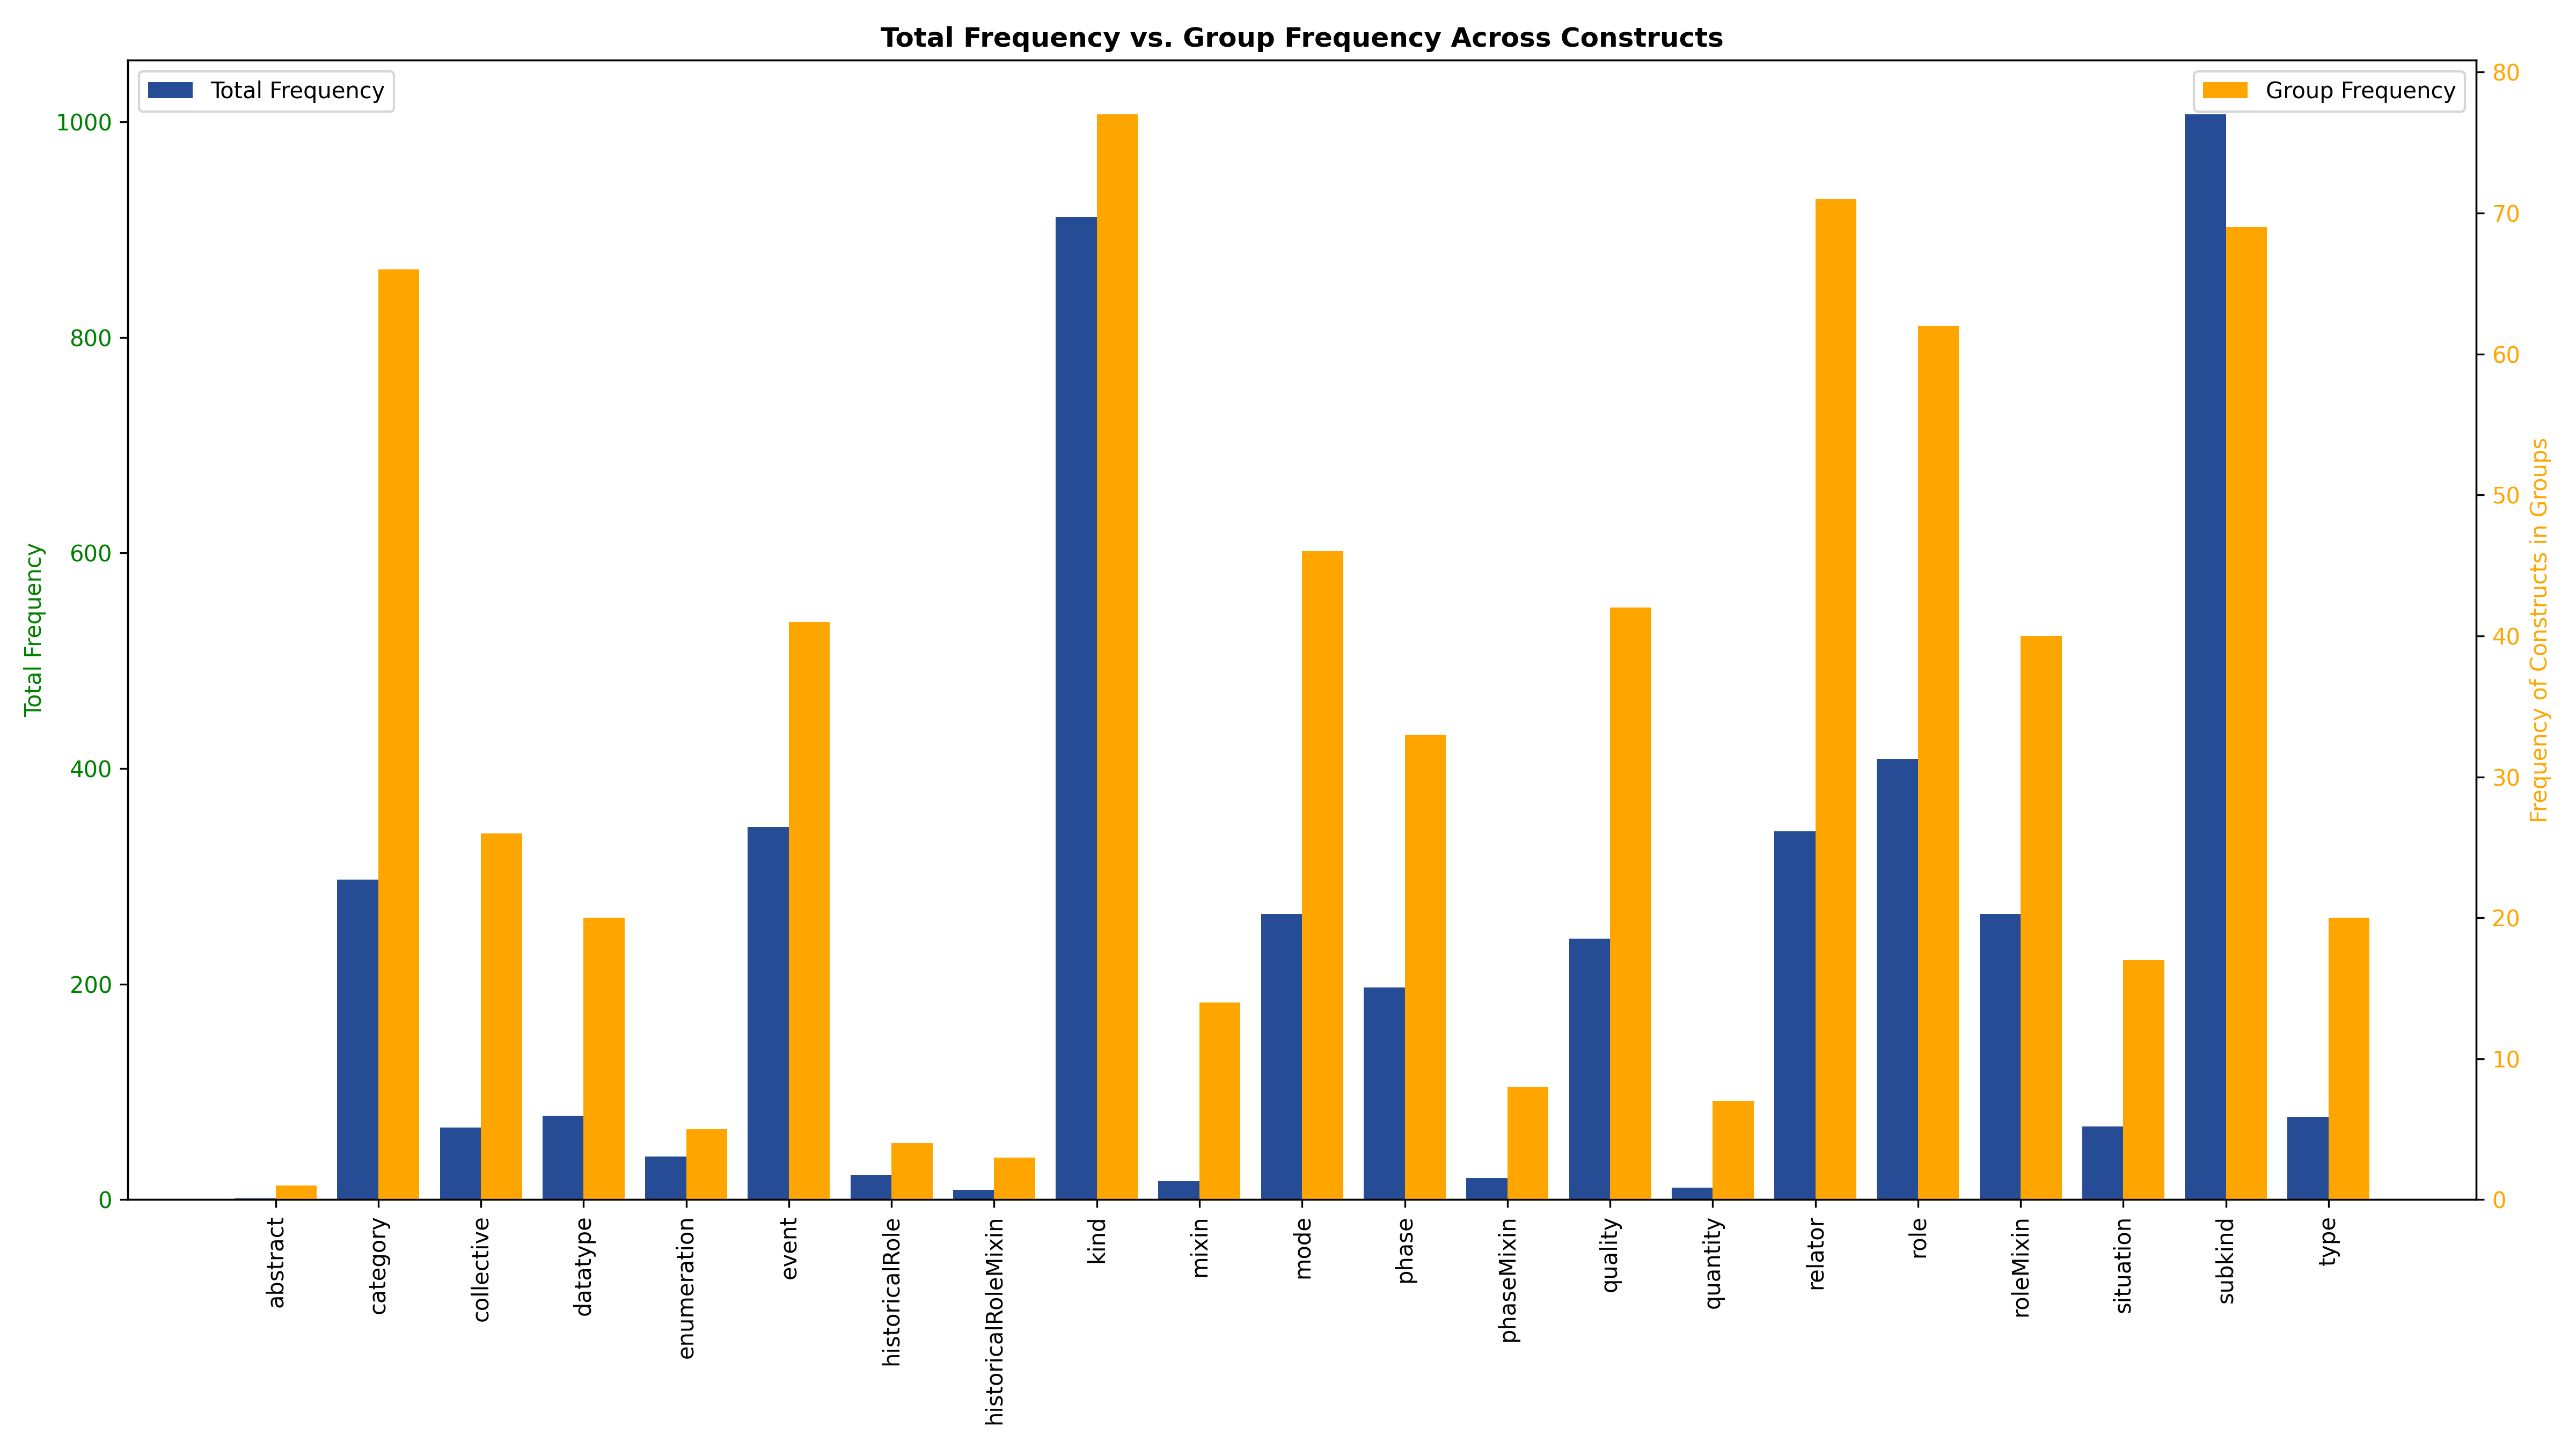 Total Frequency vs. Group Frequency Across Constructs
Total Frequency
Group Frequency
Total Frequency
1000
800
600
400
200
0
80
70
60
50
40
30
20
10
0
Frequency of Constructs in Groups
abstract
category
collective
datatype
enumeration
event
historicalRole
historicalRoleMixin
kind
mixin
mode
phase
phaseMixin
quality
quantity
relator
role
roleMixin
situation
subkind
type